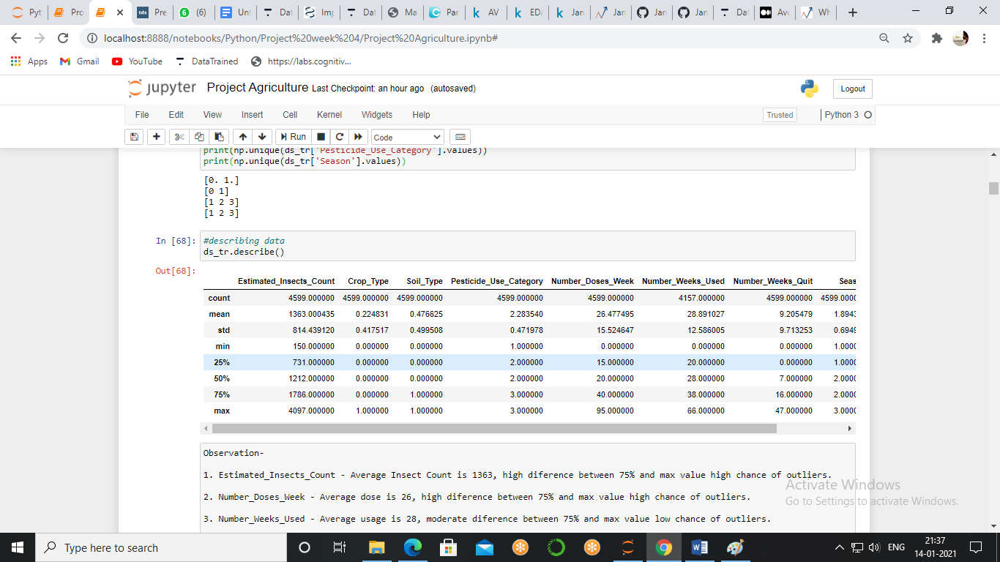 Pyt
Pro
Pro
Pre
(6)
Unt
Dat
Imp
Dat
Ma
Par
AV
EDA
Jan
Jan
Jan
Jan
Dat
Avo
Wh
localhost:8888/notebooks/Python/Project%20week%204/Project%20Agriculture.ipynb#
Apps Gmail YouTube DataTrained https://labs.cognitiv...
jupyter Project Agriculture Last Checkpoint: an hour ago (autosaved) Logout
File Edit View Insert Cell Kernel Widgets Help Trusted Python 3
Run Code
print(np.unique(ds_tr['Pesticide_Use_Category'].values))
print(np.unique(ds_tr['Season'].values))
[0. 1.]
[0 1]
[1 2 3]
[1 2 3]
In [68]: #describing data
ds_tr.describe()
Out[68]:
Estimated_Insects_Count Crop_Type Soil_Type Pesticide_Use_Category Number_Doses_Week Number_Weeks_Used Number_Weeks_Quit Seas
count 4599.000000 4599.000000 4599.000000 4599.000000 4599.000000 4157.000000 4599.000000 4599.0000
mean 1363.000435 0.224831 0.476625 2.283540 26.477495 28.891027 9.205479 1.8943
std 814.439120 0.417517 0.499508 0.471978 15.524647 12.586005 9.713253 0.6949
min 150.000000 0.000000 0.000000 1.000000 0.000000 0.000000 0.000000 1.0000
25% 731.000000 0.000000 0.000000 2.000000 15.000000 20.000000 0.000000 1.0000
50% 1212.000000 0.000000 0.000000 2.000000 20.000000 28.000000 7.000000 2.0000
75% 1786.000000 0.000000 1.000000 3.000000 40.000000 38.000000 16.000000 2.0000
max 4097.000000 1.000000 1.000000 3.000000 95.000000 66.000000 47.000000 3.0000
Observation-
1. Estimated_Insects_Count - Average Insect Count is 1363, high diference between 75% and max value high chance of outliers.
2. Number_Doses_Week - Average dose is 26, high diference between 75% and max value high chance of outliers.
3. Number_Weeks_Used - Average usage is 28, moderate diference between 75% and max value low chance of outliers.
Activate Windows
Go to Settings to activate Windows.
Type here to search
ENG
21:37
14-01-2021